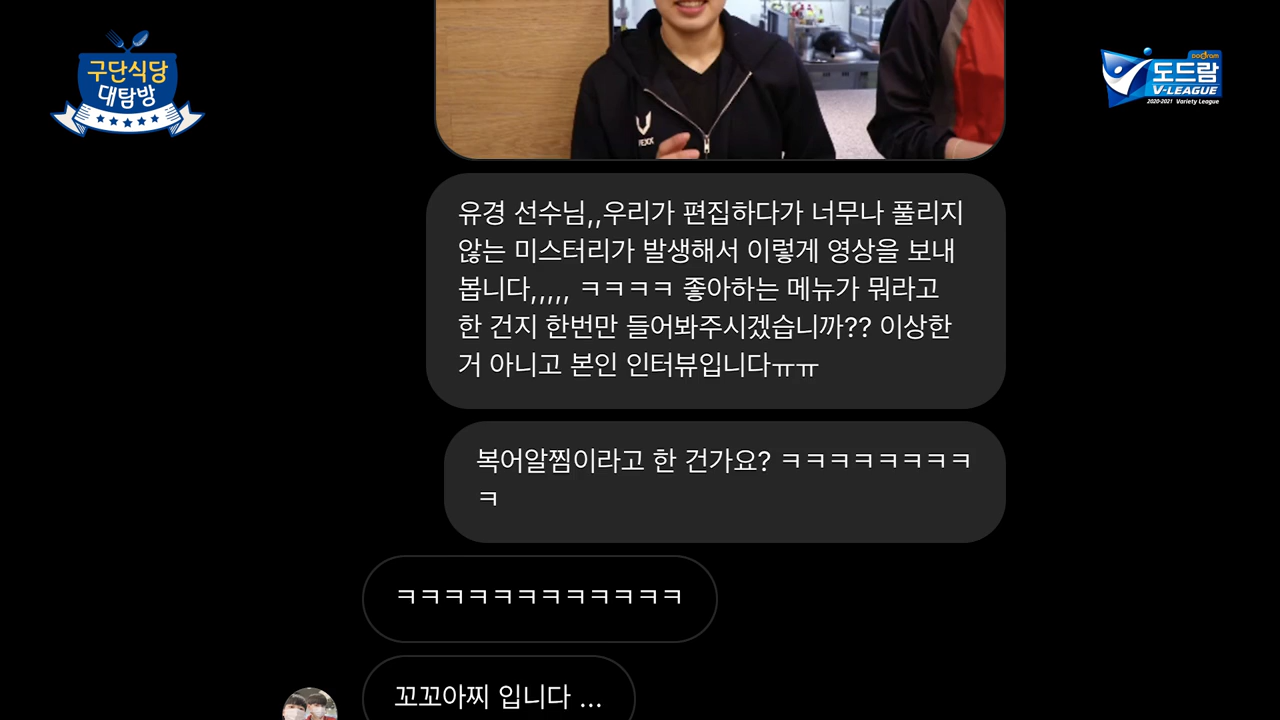 구단식당
대탐방
dodram
도드람
V-LEAGUE
2020-2021 Variety League
유경 선수님,,우리가 편집하다가 너무나 풀리지
않는 미스터리가 발생해서 이렇게 영상을 보내
봅니다,,,,, ㅋㅋㅋㅋ 좋아하는 메뉴가 뭐라고
한 건지 한번만 들어봐주시겠습니까?? 이상한
거 아니고 본인 인터뷰입니다ㅠㅠ
복어알찜이라고 한 건가요? ㅋㅋㅋㅋㅋㅋㅋㅋ
ㅋ
ㅋㅋㅋㅋㅋㅋㅋㅋㅋㅋㅋㅋ
꼬꼬아찌 입니다 ...